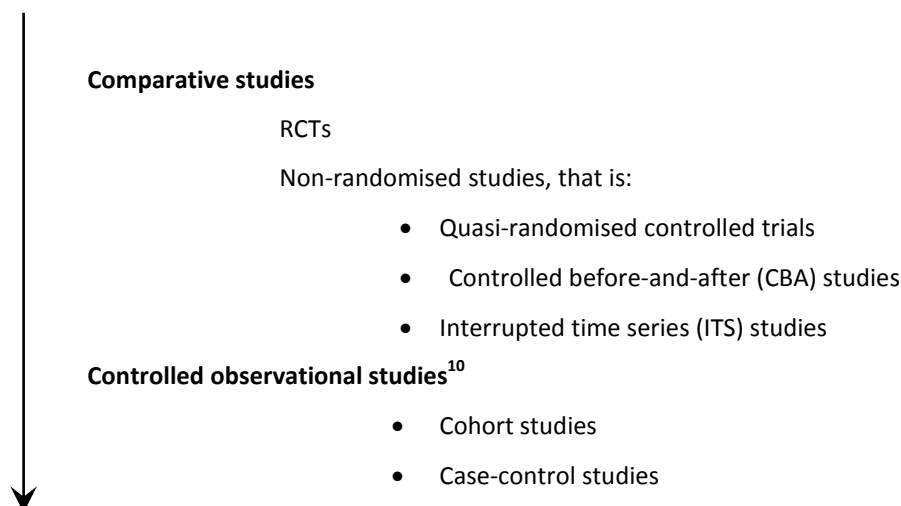 Comparative studies
RCTs
Non-randomised studies, that is:
• Quasi-randomised controlled trials
• Controlled before-and-after (CBA) studies
• Interrupted time series (ITS) studies
Controlled observational studies10
• Cohort studies
• Case-control studies